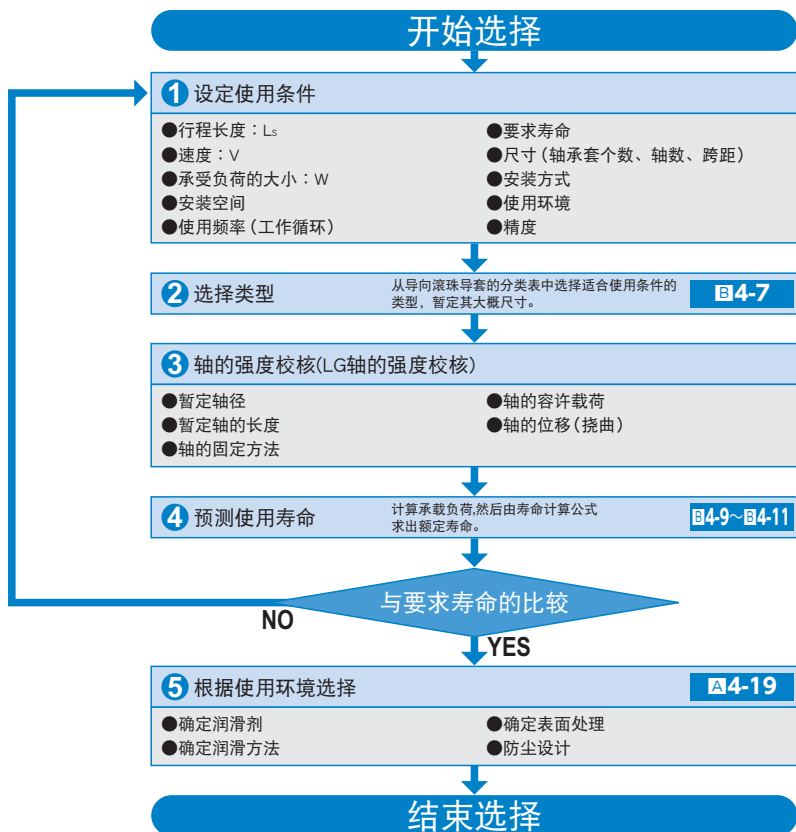 开始选择
1 设定使用条件
●行程长度：Ls
●速度：V
●承受负荷的大小：W
●安装空间
●使用频率（工作循环）
●要求寿命
●尺寸（轴承套个数、轴数、跨距）
●安装方式
●使用环境
●精度
2 选择类型
从导向滚珠导套的分类表中选择适合使用条件的
类型，暂定其大概尺寸。
B4-7
3 轴的强度校核(LG轴的强度校核）
●暂定轴径
●暂定轴的长度
●轴的固定方法
●轴的容许载荷
●轴的位移（挠曲）
4 预测使用寿命
计算承载负荷,然后由寿命计算公式
求出额定寿命。
B4-9～B4-11
与要求寿命的比较
NO
YES
5 根据使用环境选择
A4-19
●确定润滑剂
●确定润滑方法
●确定表面处理
●防尘设计
结束选择